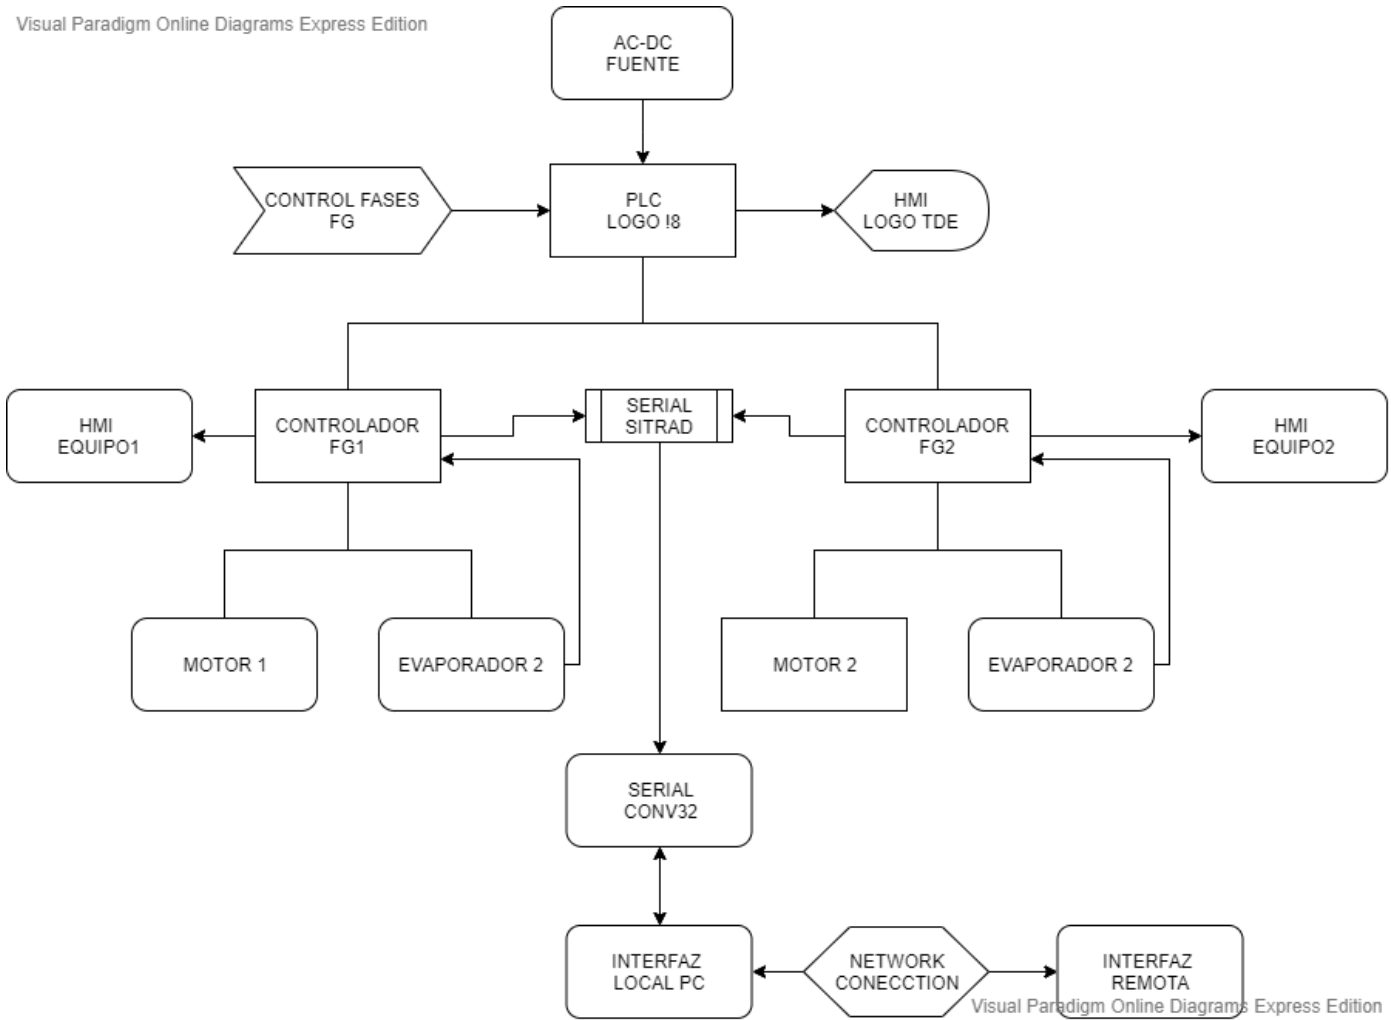 Visual Paradigm Online Diagrams Express Edition
AC-DC
FUENTE
CONTROL FASES
FG
PLC
LOGO !8
HMI
LOGO TDE
HMI
EQUIPO1
CONTROLADOR
FG1
SERIAL
SITRAD
CONTROLADOR
FG2
HMI
EQUIPO2
MOTOR 1
EVAPORADOR 2
MOTOR 2
EVAPORADOR 2
SERIAL
CONV32
INTERFAZ
LOCAL PC
NETWORK
CONECCTION
INTERFAZ
REMOTA
Visual Paradigm Online Diagrams Express Edition